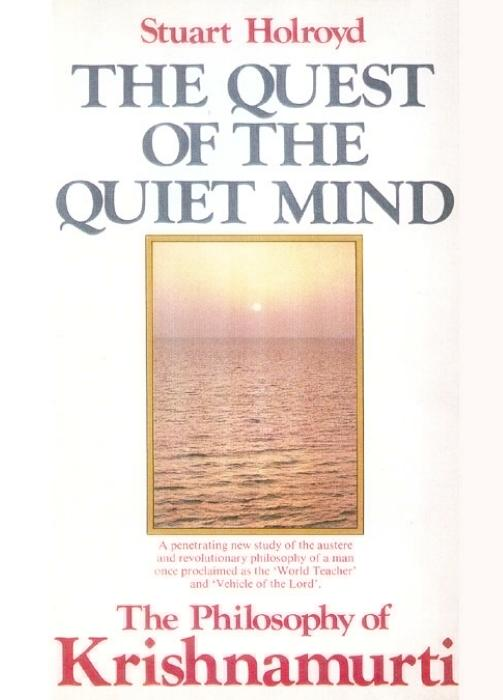 Stuart Holroyd
THE QUEST
OF THE
QUIET MIND
A penetrating new study of the austere
and revolutionary philosophy of a man
once proclaimed as the 'World Teacher'
and 'Vehicle of the Lord'.
The Philosophy of
Krishnamurti